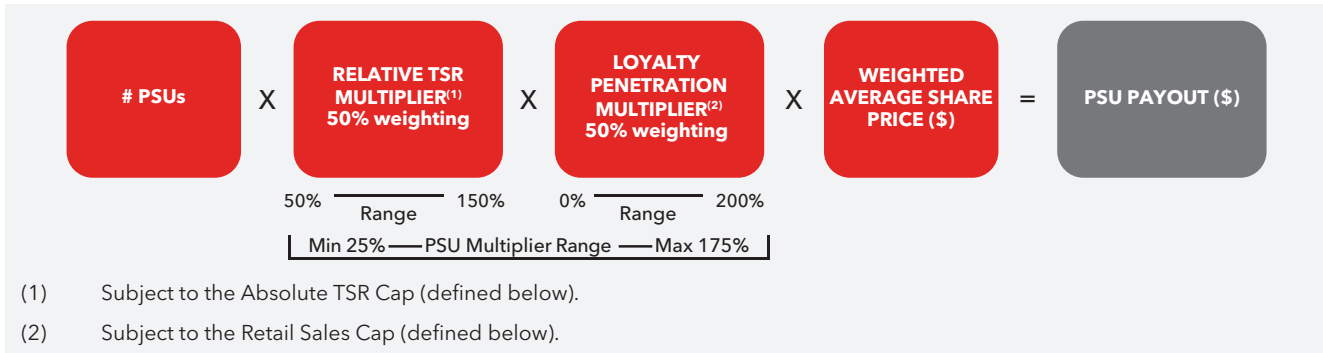 # PSUs
X
RELATIVE TSR
MULTIPLIER(1)
50% weighting
X
LOYALTY
PENETRATION
MULTIPLIER(2)
50% weighting
X
WEIGHTED
AVERAGE SHARE
PRICE ($)
=
PSU PAYOUT ($)
50% 150%
Range
0% 200%
Range
Min 25% PSU Multiplier Range Max 175%
(1) Subject to the Absolute TSR Cap (defined below).
(2) Subject to the Retail Sales Cap (defined below).